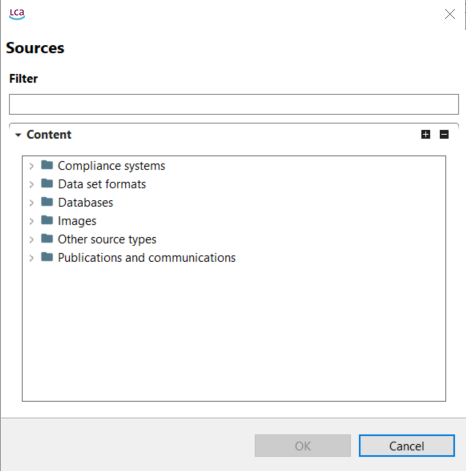 LCA
Sources
Filter
Content
Compliance systems
Data set formats
Databases
Images
Other source types
Publications and communications
OK
Cancel